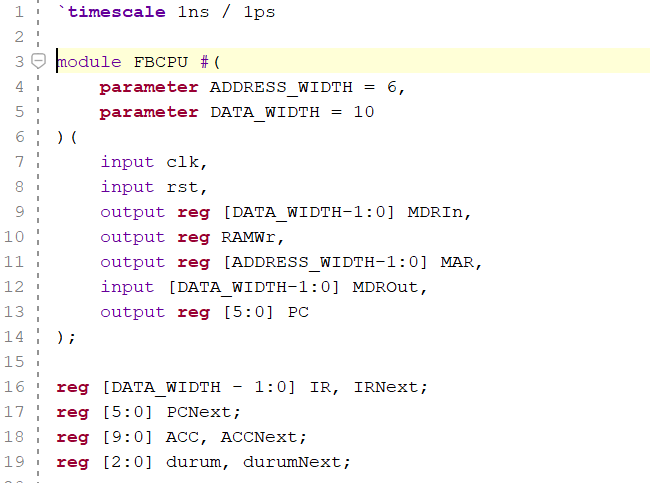 1 `timescale 1ns / 1ps
2
3 module FBCPU #(
4 parameter ADDRESS_WIDTH = 6,
5 parameter DATA_WIDTH = 10
6 )(
7 input clk,
8 input rst,
9 output reg [DATA_WIDTH-1:0] MDRIn,
10 output reg RAMWr,
11 output reg [ADDRESS_WIDTH-1:0] MAR,
12 input [DATA_WIDTH-1:0] MDROut,
13 output reg [5:0] PC
14 );
15
16 reg [DATA_WIDTH - 1:0] IR, IRNext;
17 reg [5:0] PCNext;
18 reg [9:0] ACC, ACCNext;
19 reg [2:0] durum, durumNext;